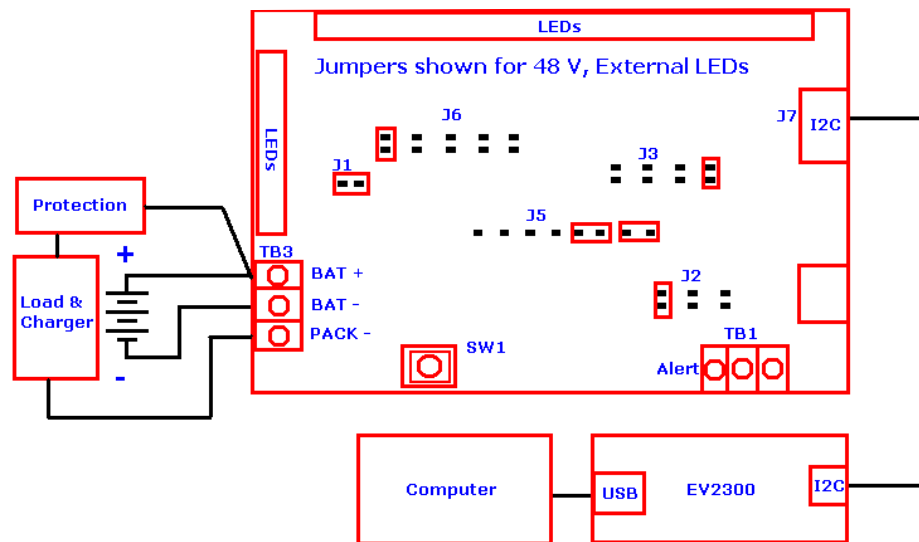 LEDs
Jumpers shown for 48 V, External LEDs
LEDs
J6
J7
I2C
J1
J3
Protection
J5
+
TB3
BAT +
J2
Load &
Charger
BAT -
PACK -
SW1
TB1
-
Alert
Computer
USB
EV2300
I2C